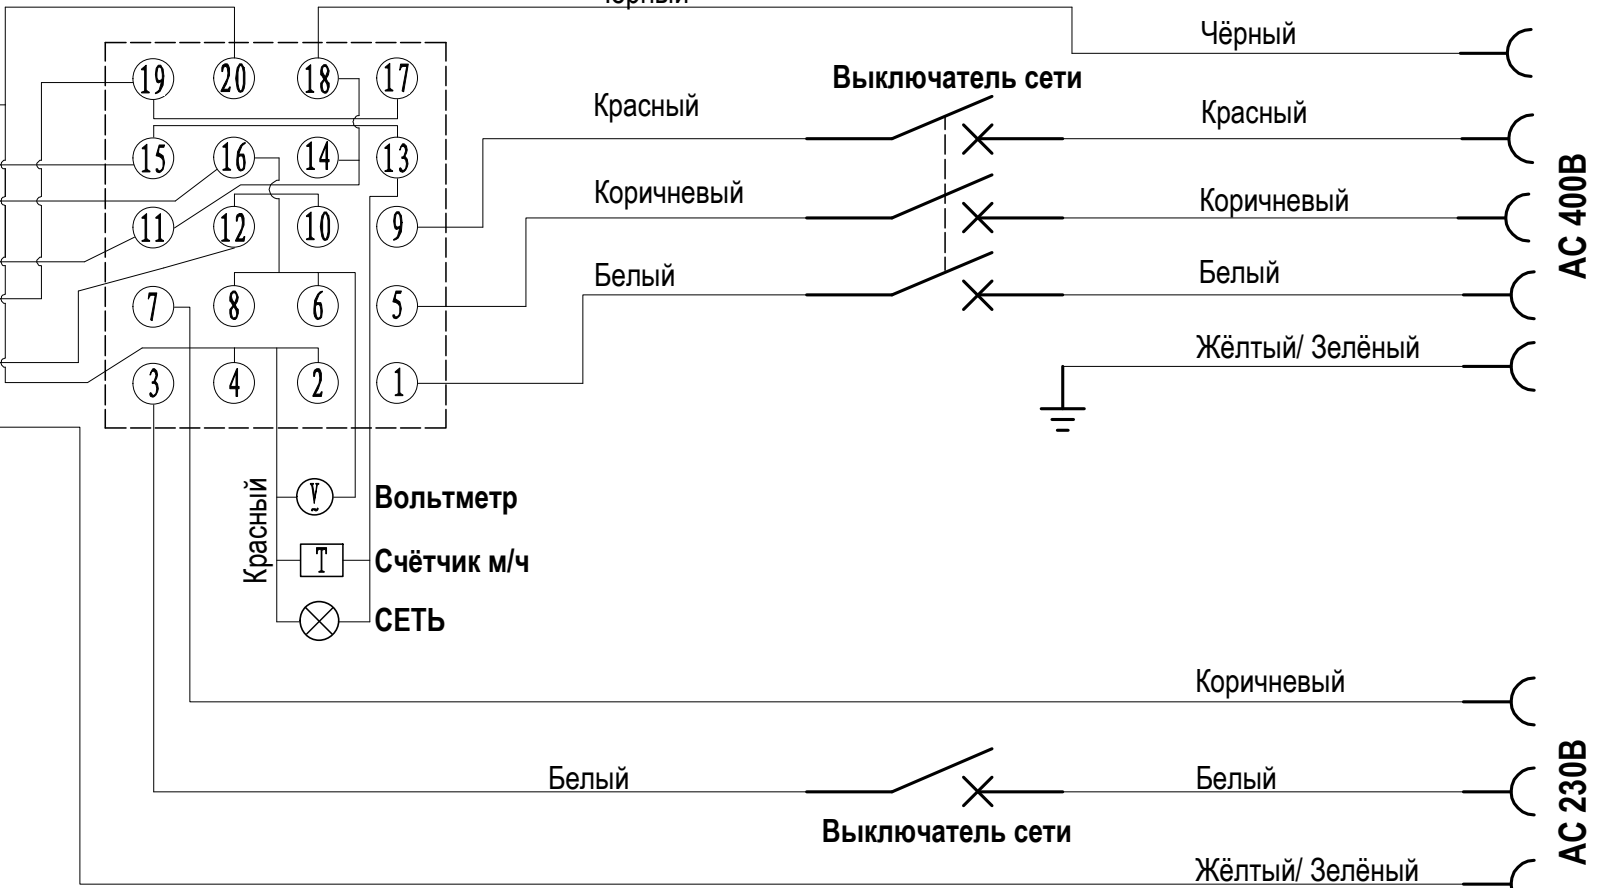 Чёрный
19
20
18
17
Выключатель сети
Красный
Красный
15
16
14
13
Коричневый
Коричневый
AC 400В
11
12
10
9
Белый
Белый
7
8
6
5
Жёлтый/ Зелёный
3
4
2
1
Красный
V
~
Вольтметр
T
Счётчик м/ч
СЕТЬ
Коричневый
Белый
Белый
AC 230В
Выключатель сети
Жёлтый/ Зелёный